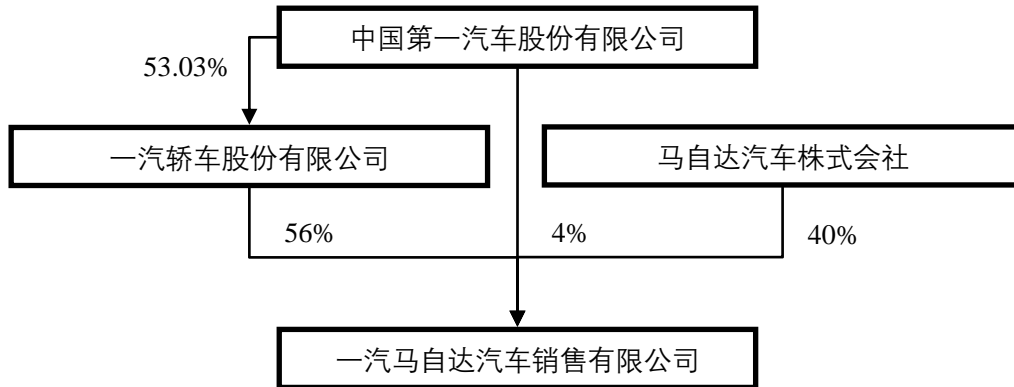 中国第一汽车股份有限公司
53.03%
一汽轿车股份有限公司
马自达汽车株式会社
56%
4%
40%
一汽马自达汽车销售有限公司